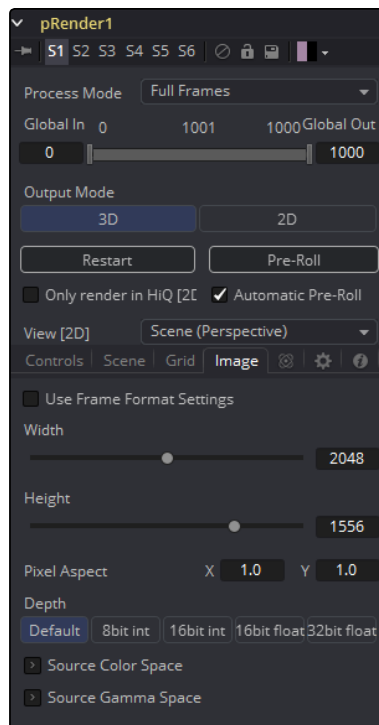 pRender1
S1 S2 S3 S4 S5 S6
Process Mode Full Frames
Global In 0 1001 1000 Global Out
0 1000
Output Mode
3D 2D
Restart Pre-Roll
Only render in HiQ [2D Automatic Pre-Roll
View [2D] Scene (Perspective)
Controls Scene Grid Image
Use Frame Format Settings
Width
2048
Height
1556
Pixel Aspect X 1.0 Y 1.0
Depth
Default 8bit int 16bit int 16bit float 32bit float
Source Color Space
Source Gamma Space